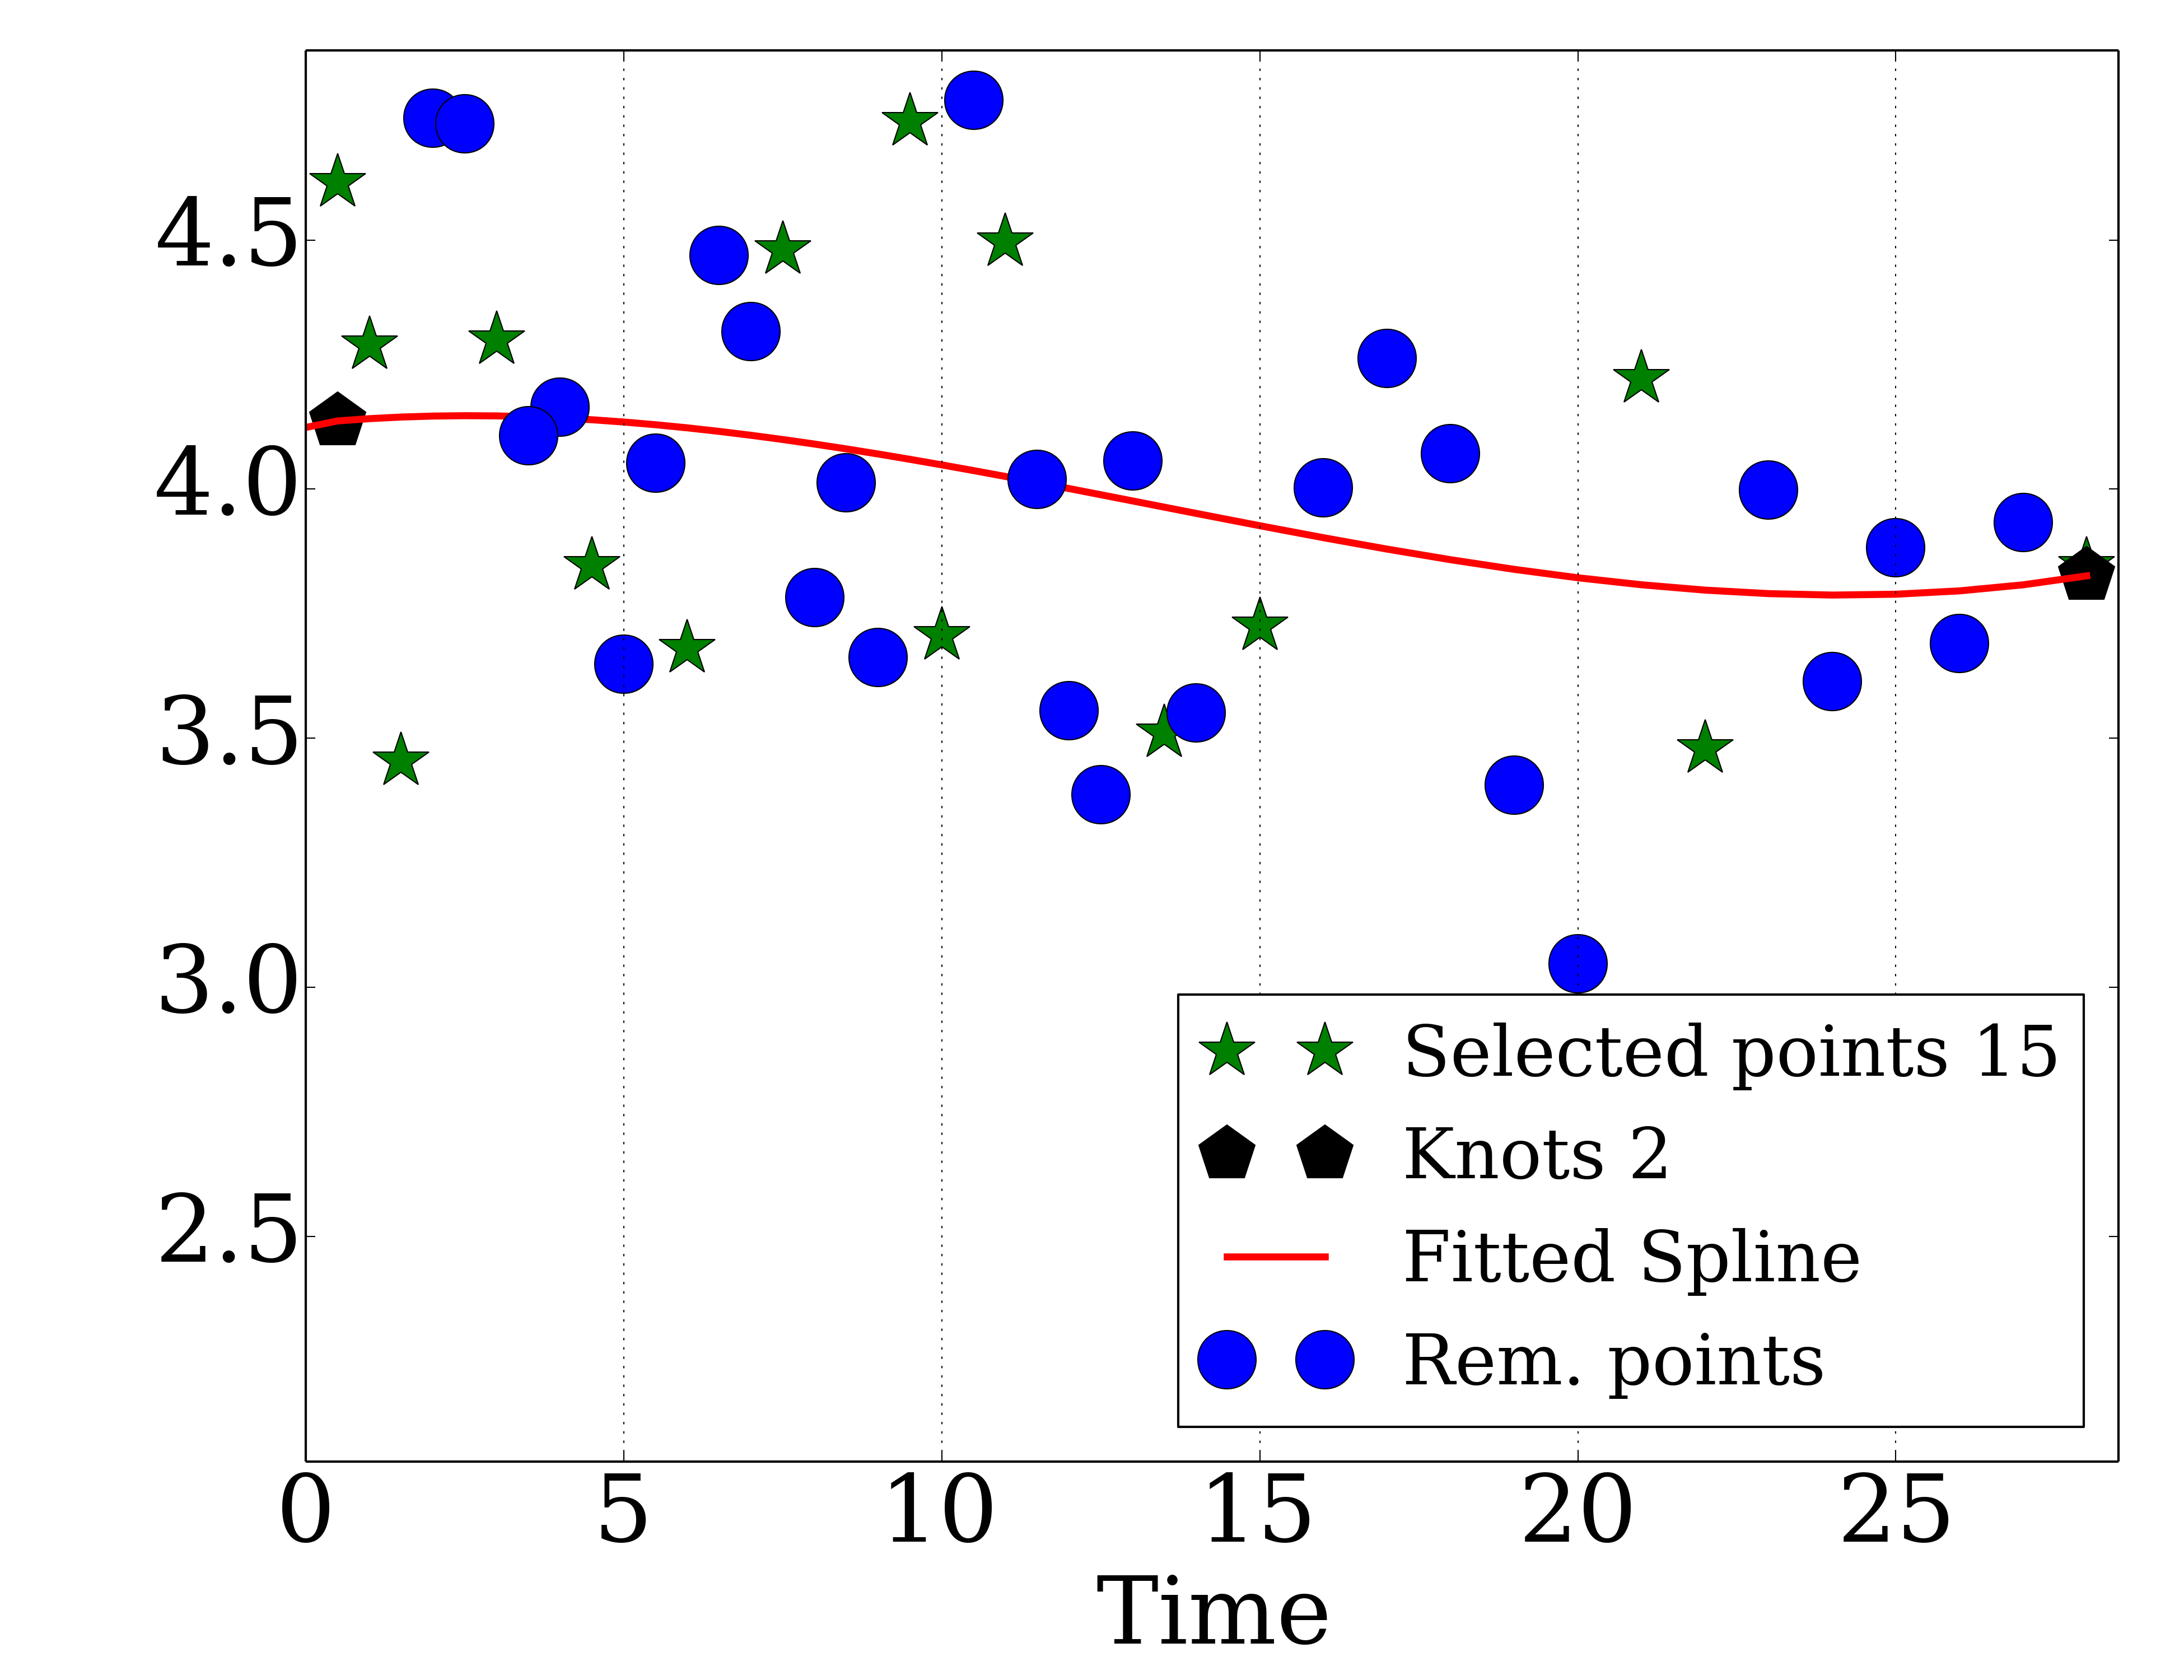 4.5
4.0
3.5
3.0
2.5
Selected points 15
Knots 2
Fitted Spline
Rem. points
0 5 10 15 20 25
Time